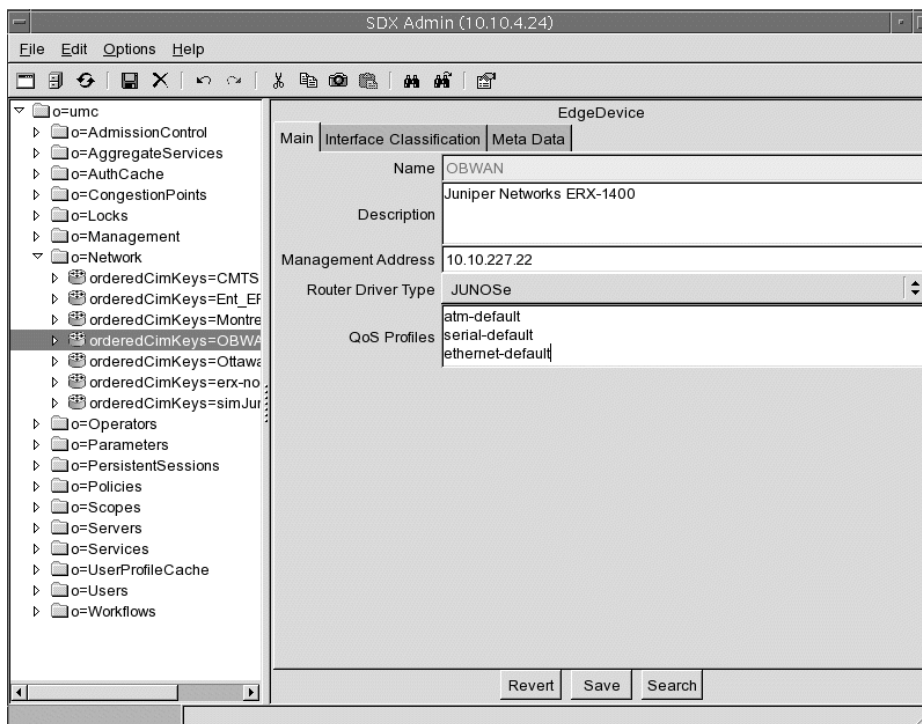 SDX Admin (10.10.4.24)
File Edit Options Help
o=umc
o=AdmissionControl
o=AggregateServices
o=AuthCache
o=CongestionPoints
o=Locks
o=Management
o=Network
orderedCimKeys=CMTS
orderedCimKeys=Ent_EF
orderedCimKeys=Montre
orderedCimKeys=OBWA
orderedCimKeys=Ottawa
orderedCimKeys=erx-no
orderedCimKeys=simJur
o=Operators
o=Parameters
o=PersistentSessions
o=Policies
o=Scopes
o=Servers
o=Services
o=UserProfileCache
o=Users
o=Workflows
EdgeDevice
Main Interface Classification Meta Data
Name OBWAN
Description Juniper Networks ERX-1400
Management Address 10.10.227.22
Router Driver Type JUNOSe
QoS Profiles atm-default
serial-default
ethernet-default
Revert Save Search